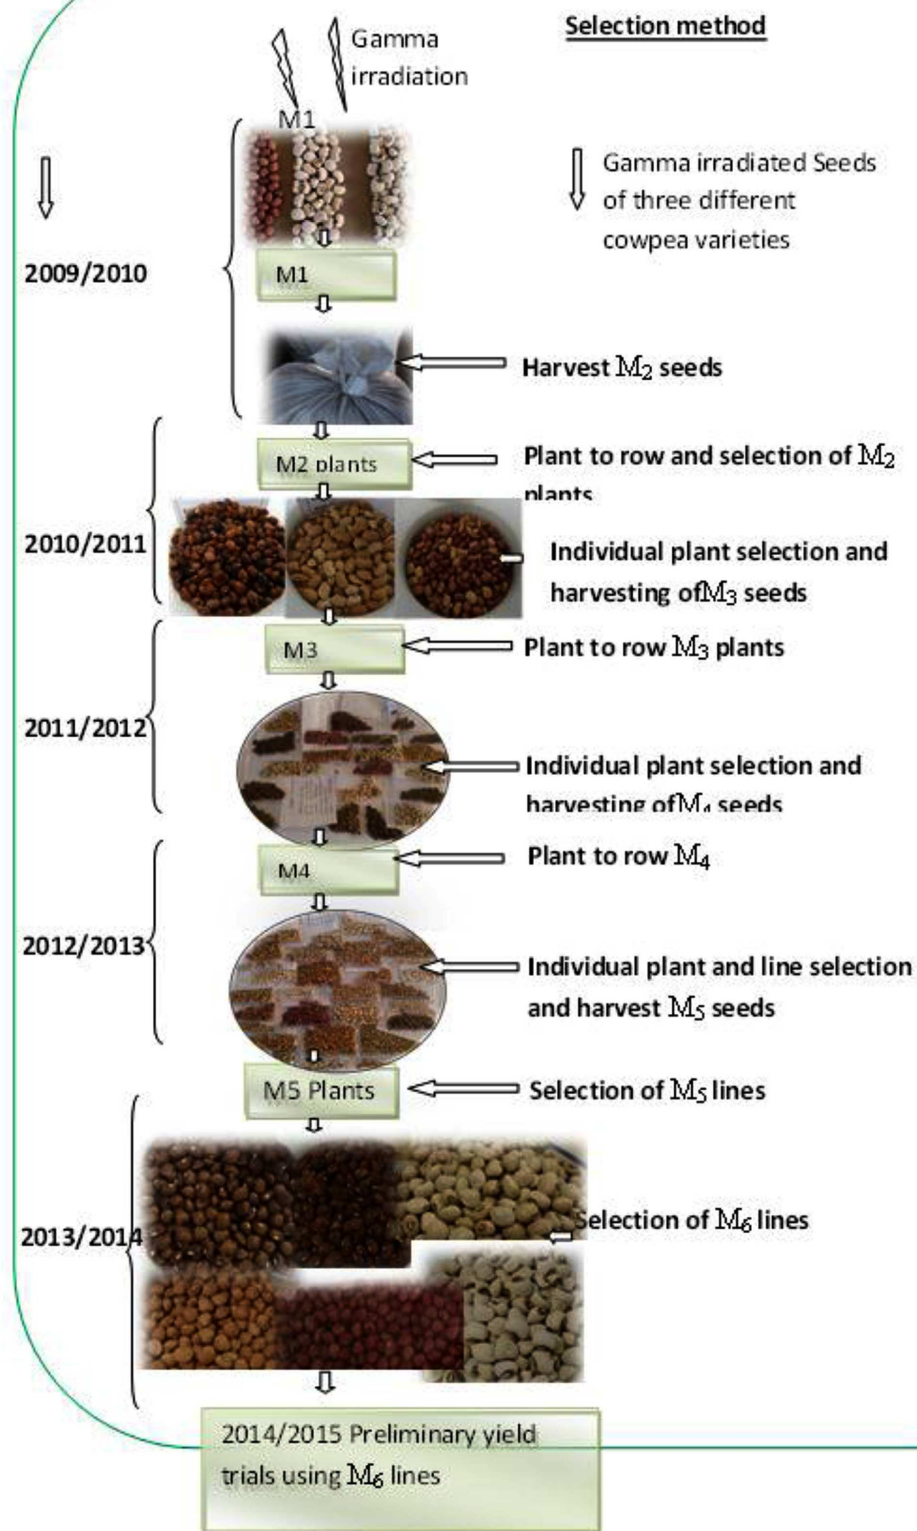 Selection method
Gamma
irradiation
M1
Gamma irradiated Seeds
of three different
cowpea varieties
2009/2010
M1
Harvest M₂ seeds
M2 plants
Plant to row and selection of M₂
plants
2010/2011
Individual plant selection and
harvesting ofM₃ seeds
M3
Plant to row M₃ plants
2011/2012
Individual plant selection and
harvesting ofM₄ seeds
M4
Plant to row M₄
2012/2013
Individual plant and line selection
and harvest M₅ seeds
M5 Plants
Selection of M₅ lines
2013/2014
Selection of M₆ lines
2014/2015 Preliminary yield
trials using M₆ lines